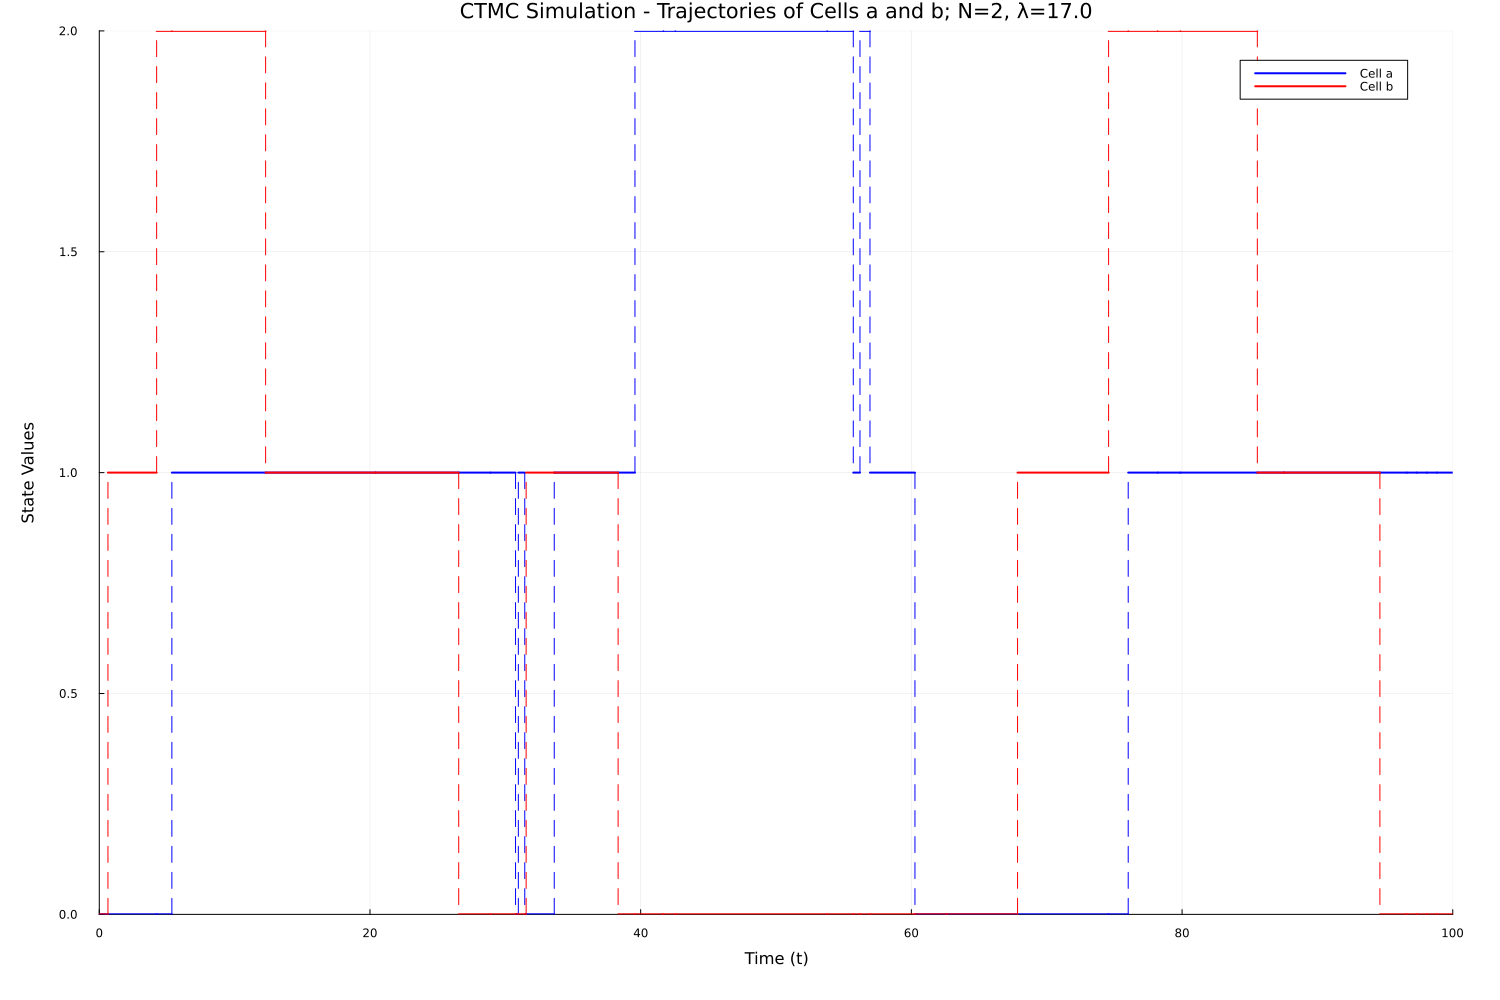 CTMC Simulation - Trajectories of Cells a and b; N=2, λ=17.0
2.0
Cell a
Cell b
1.5
1.0
State Values
0.5
0.0
0 20 40 60 80 100
Time (t)